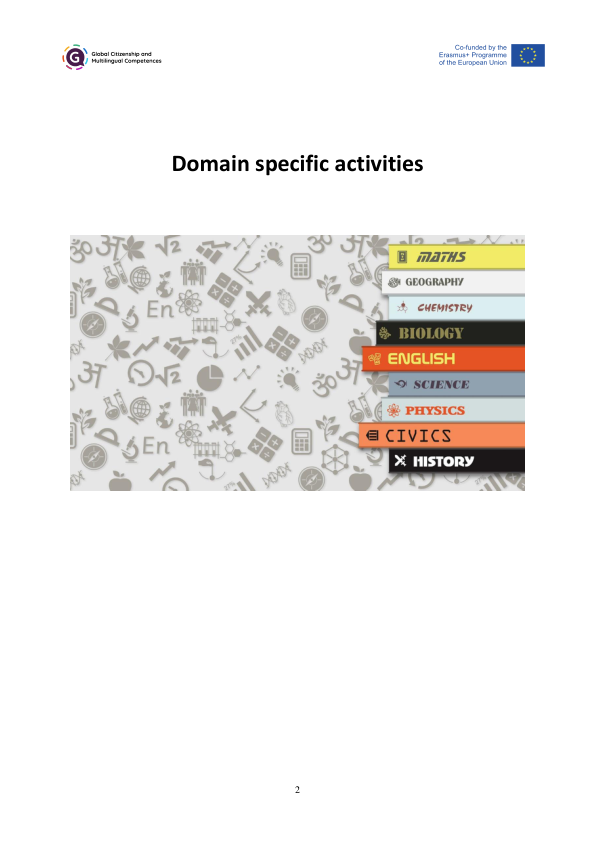 Global Citizenship and
Multilingual Competences
Co-funded by the
Erasmus+ Programme
of the European Union
Domain specific activities
MATHS
GEOGRAPHY
CHEMISTRY
BIOLOGY
ENGLISH
SCIENCE
PHYSICS
CIVICS
HISTORY
2